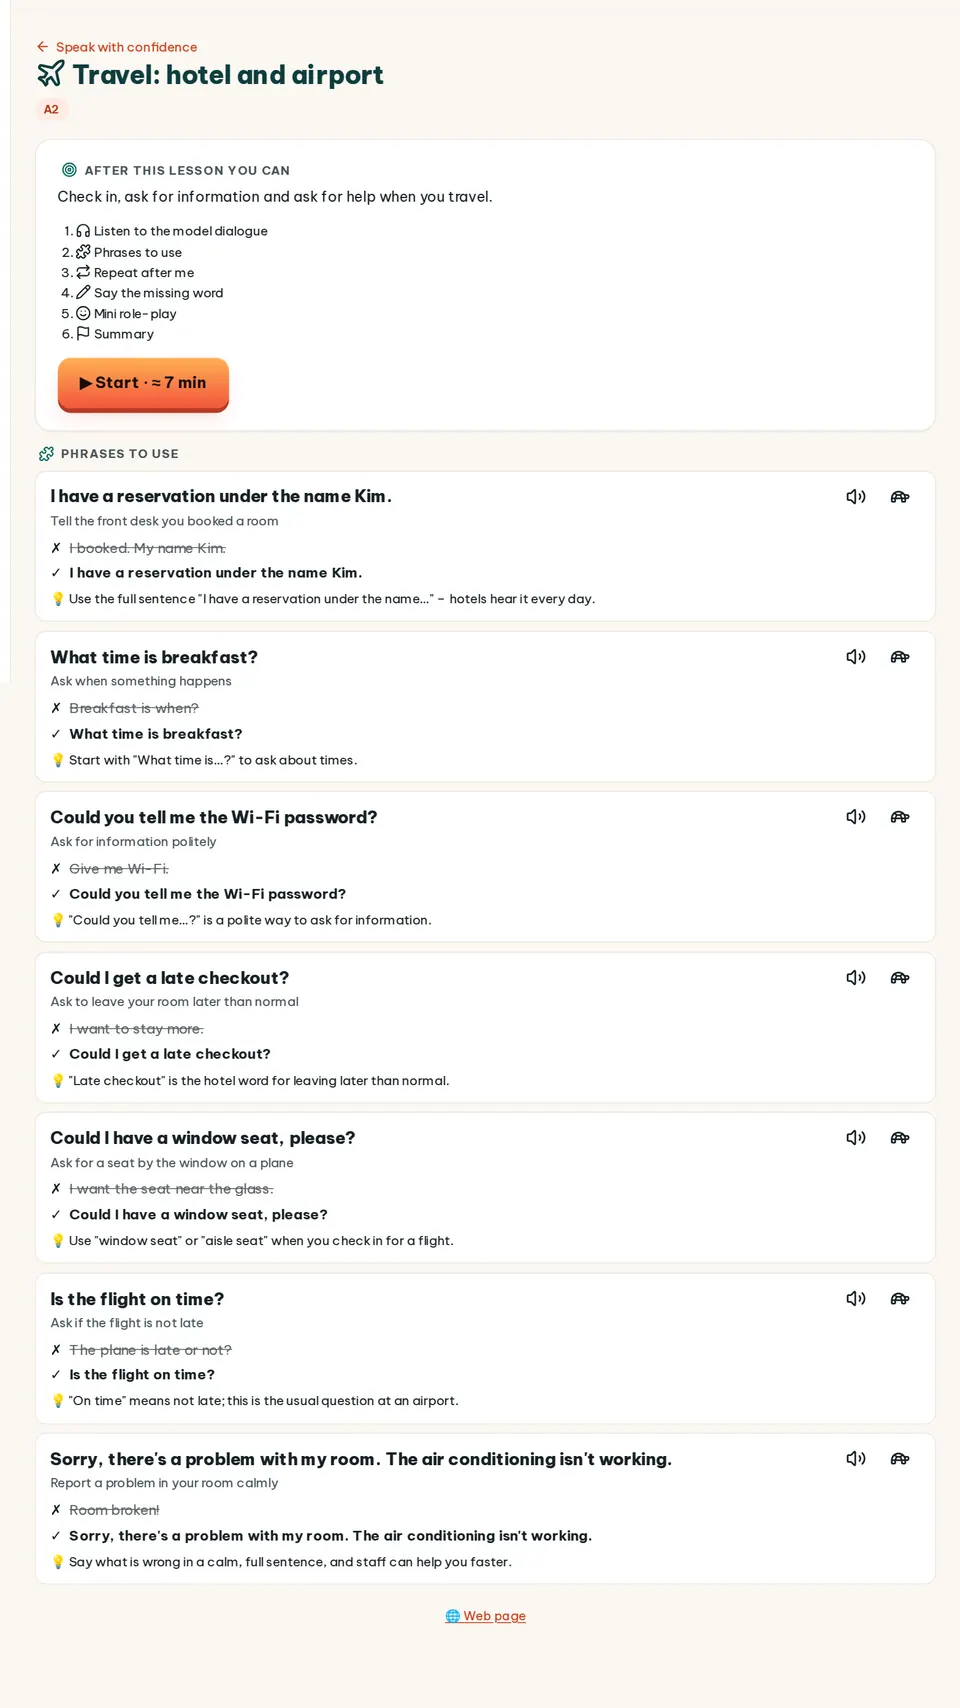 ← Speak with confidence
Travel: hotel and airport
A2
AFTER THIS LESSON YOU CAN
Check in, ask for information and ask for help when you travel.
1. Listen to the model dialogue
2. Phrases to use
3. Repeat after me
4. Say the missing word
5. Mini role-play
6. Summary
▶ Start · ≈ 7 min
PHRASES TO USE
I have a reservation under the name Kim.
Tell the front desk you booked a room
✗ I booked. My name Kim.
✓ I have a reservation under the name Kim.
💡 Use the full sentence "I have a reservation under the name…" – hotels hear it every day.
What time is breakfast?
Ask when something happens
✗ Breakfast is when?
✓ What time is breakfast?
💡 Start with "What time is…?" to ask about times.
Could you tell me the Wi-Fi password?
Ask for information politely
✗ Give me Wi-Fi.
✓ Could you tell me the Wi-Fi password?
💡 "Could you tell me…?" is a polite way to ask for information.
Could I get a late checkout?
Ask to leave your room later than normal
✗ I want to stay more.
✓ Could I get a late checkout?
💡 "Late checkout" is the hotel word for leaving later than normal.
Could I have a window seat, please?
Ask for a seat by the window on a plane
✗ I want the seat near the glass.
✓ Could I have a window seat, please?
💡 Use "window seat" or "aisle seat" when you check in for a flight.
Is the flight on time?
Ask if the flight is not late
✗ The plane is late or not?
✓ Is the flight on time?
💡 "On time" means not late; this is the usual question at an airport.
Sorry, there's a problem with my room. The air conditioning isn't working.
Report a problem in your room calmly
✗ Room broken!
✓ Sorry, there's a problem with my room. The air conditioning isn't working.
💡 Say what is wrong in a calm, full sentence, and staff can help you faster.
🌐 Web page